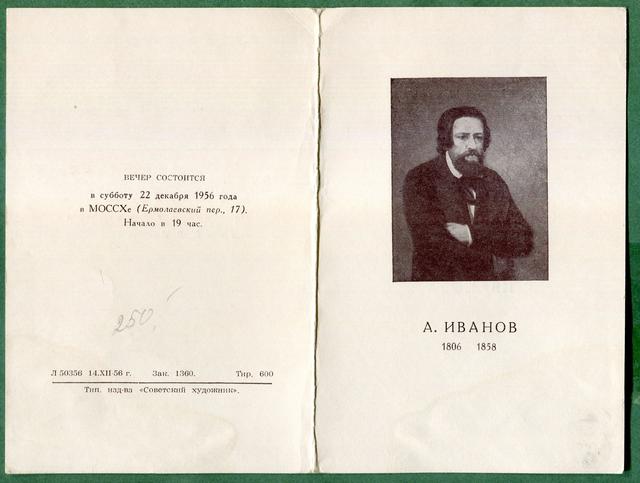 ВЕЧЕР СОСТОИТСЯ
в субботу 22 декабря 1956 года
в МОССХе (Ермолаевский пер., 17).
Начало в 19 час.
250
Л 50356 14.XII-56 г. Зак. 1360. Тир. 600
Тип. изд-ва «Советский художник».
А. ИВАНОВ
1806 1858